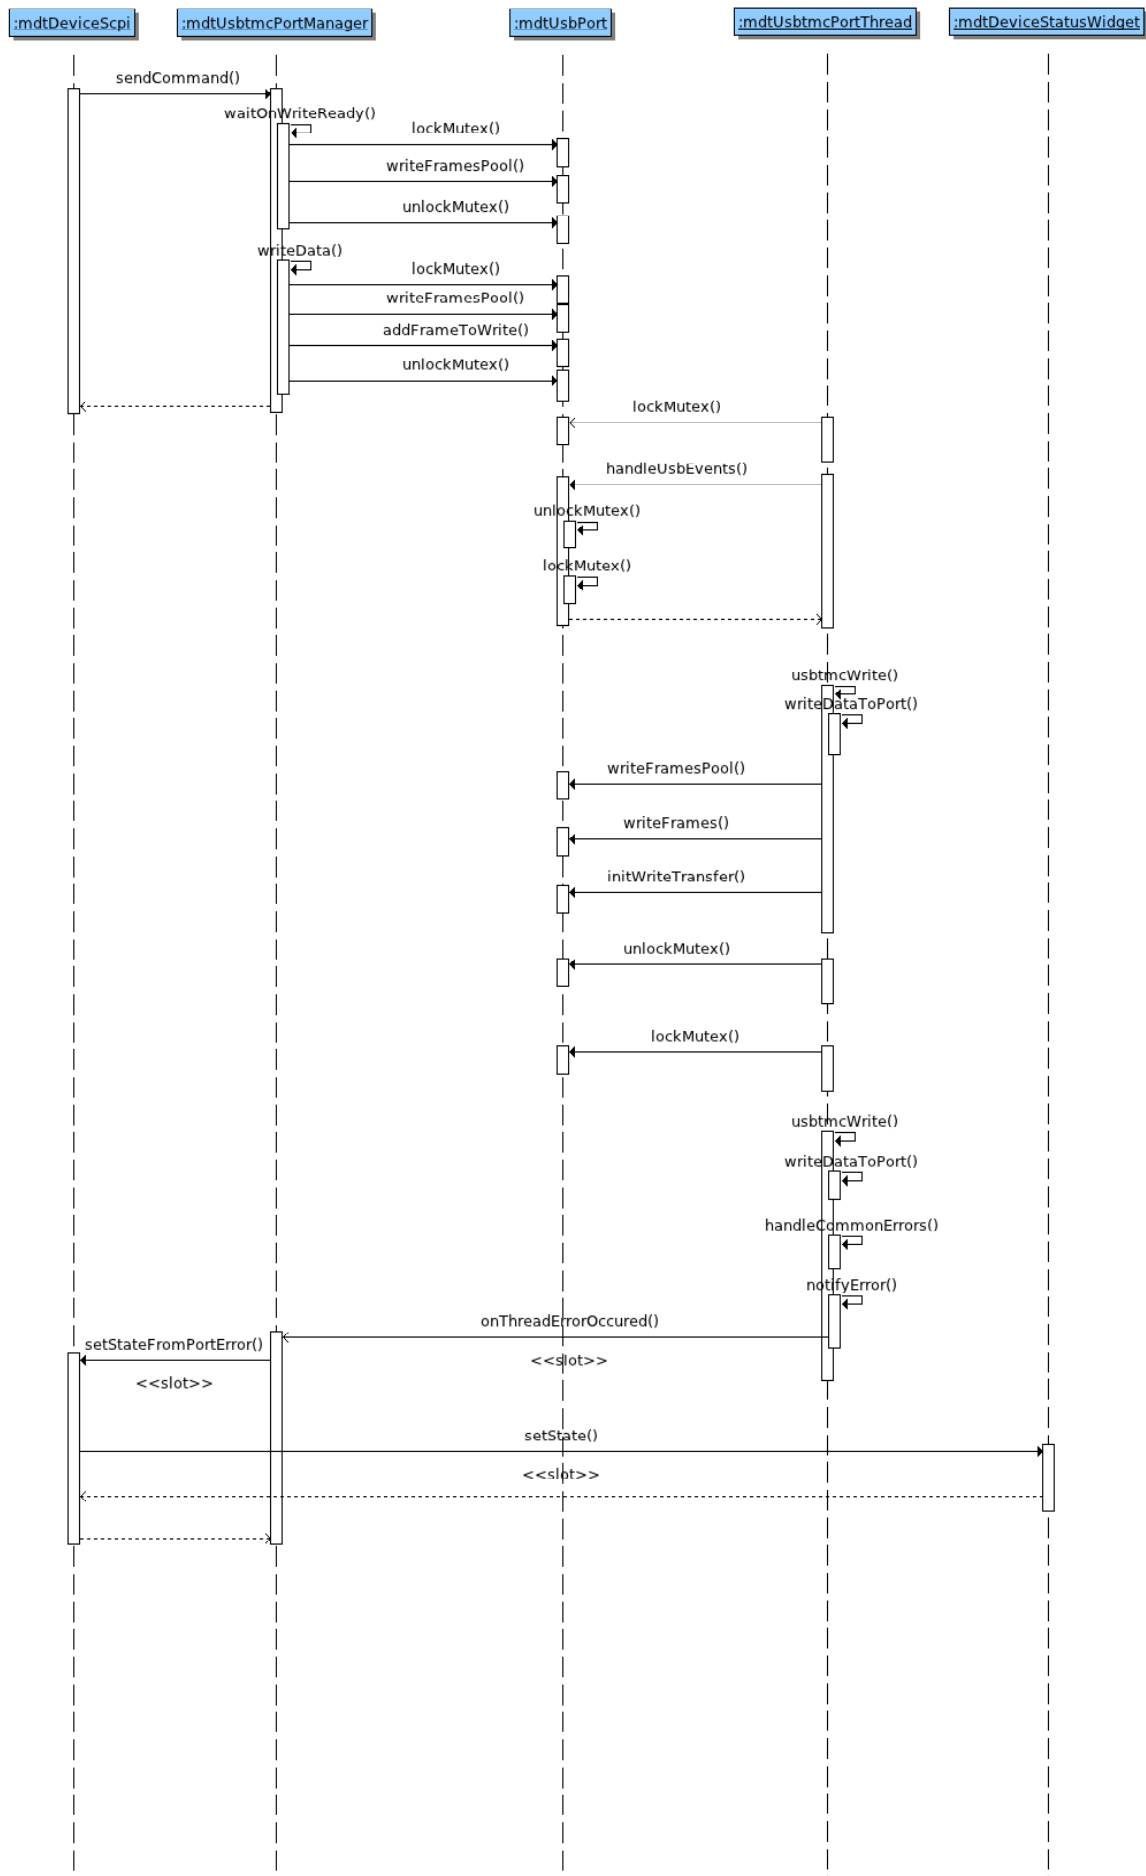 :mdtDeviceScpi
:mdtUsbtmcPortManager
:mdtUsbPort
:mdtUsbtmcPortThread
:mdtDeviceStatusWidget
sendCommand()
waitOnWriteReady()
lockMutex()
writeFramesPool()
unlockMutex()
writeData()
lockMutex()
writeFramesPool()
addFrameToWrite()
unlockMutex()
lockMutex()
handleUsbEvents()
unlockMutex()
lockMutex()
usbtmcWrite()
writeDataToPort()
writeFramesPool()
writeFrames()
initWriteTransfer()
unlockMutex()
lockMutex()
usbtmcWrite()
writeDataToPort()
handleCommonErrors()
notifyError()
onThreadErrorOccured()
setStateFromPortError()
<<slot>>
<<slot>>
setState()
<<slot>>